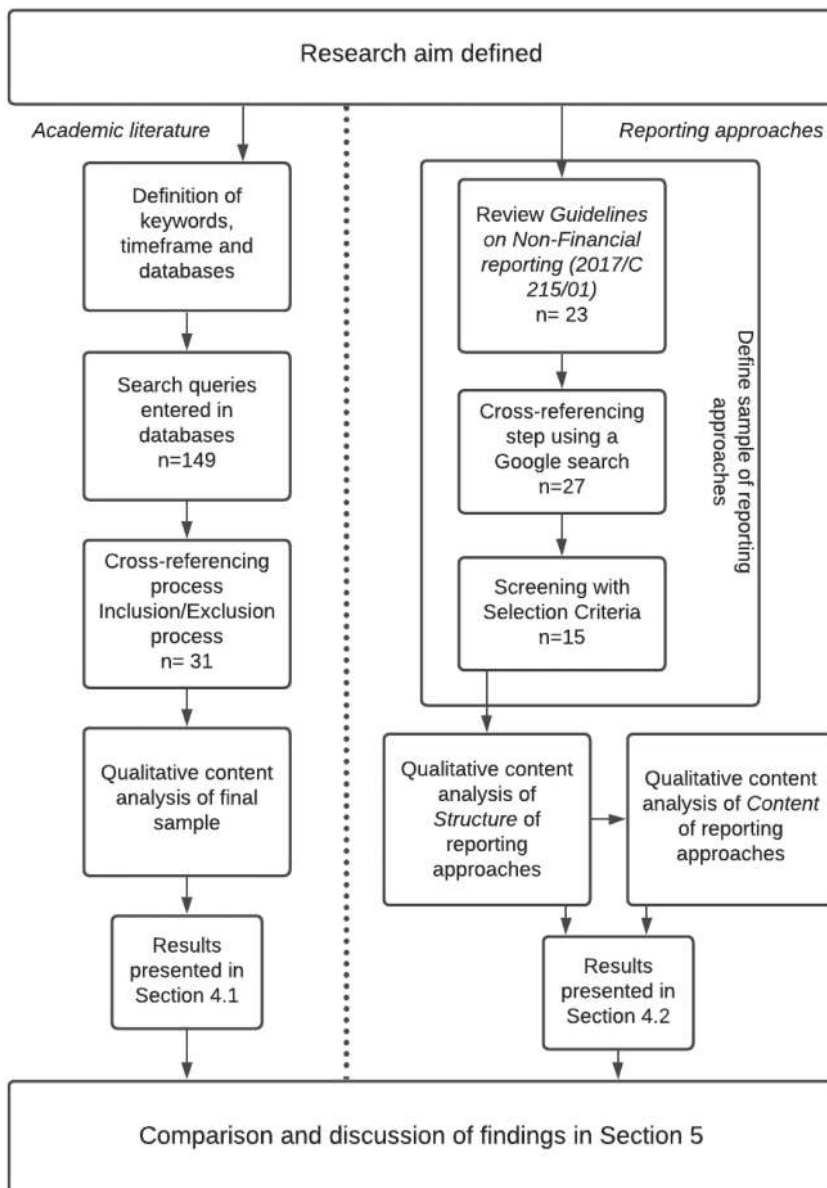 Research aim defined
Academic literature
Definition of
keywords,
timeframe and
databases
Search queries
entered in
databases
n=149
Cross-referencing
process
Inclusion/Exclusion
process
n= 31
Qualitative content
analysis of final
sample
Results
presented in
Section 4.1
Reporting approaches
Review Guidelines
on Non-Financial
reporting (2017/C
215/01)
n= 23
Cross-referencing
step using a
Google search
n=27
Screening with
Selection Criteria
n=15
Define sample of reporting
approaches
Qualitative content
analysis of
Structure of
reporting
approaches
Qualitative content
analysis of Content
of reporting
approaches
Results
presented in
Section 4.2
Comparison and discussion of findings in Section 5